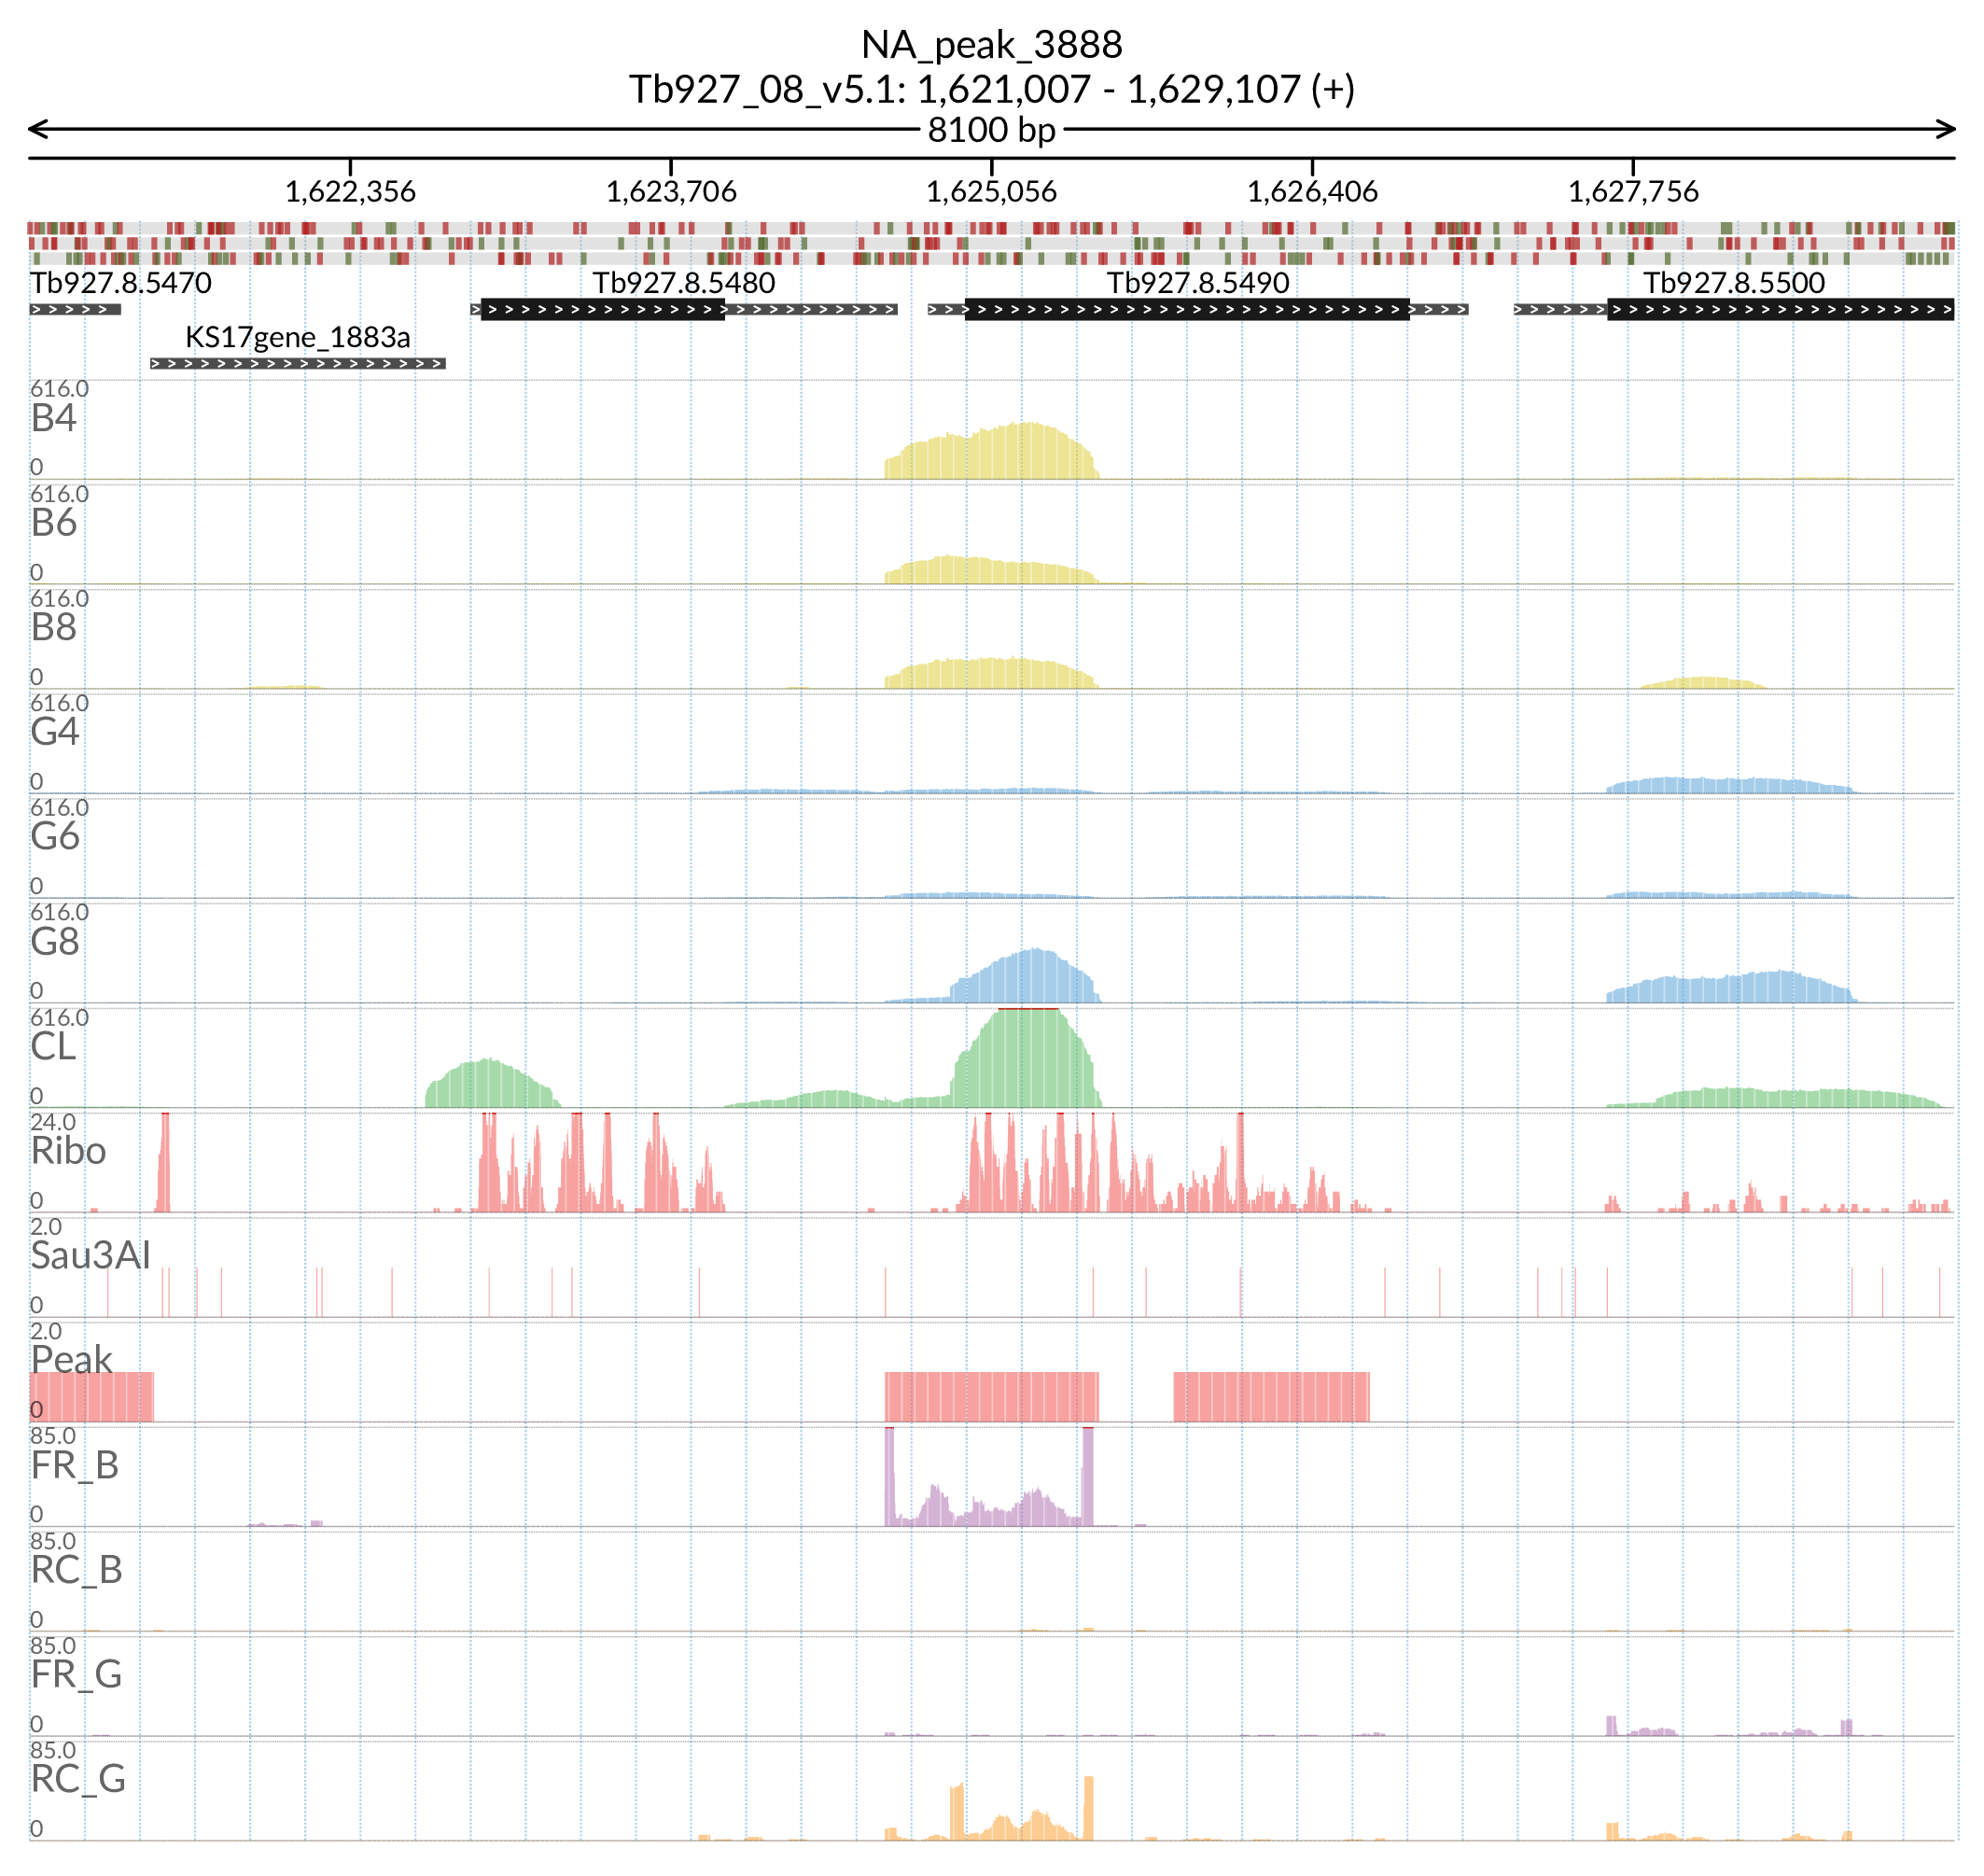 NA_peak_3888
Tb927_08_v5.1: 1,621,007 - 1,629,107 (+)
8100 bp
1,622,356 1,623,706 1,625,056 1,626,406 1,627,756
Tb927.8.5470 Tb927.8.5480 Tb927.8.5490 Tb927.8.5500
KS17gene_1883a
616.0
B4
0
616.0
B6
0
616.0
B8
0
616.0
G4
0
616.0
G6
0
616.0
G8
0
616.0
CL
0
24.0
Ribo
0
2.0
Sau3AI
0
2.0
Peak
0
85.0
FR_B
0
85.0
RC_B
0
85.0
FR_G
0
85.0
RC_G
0